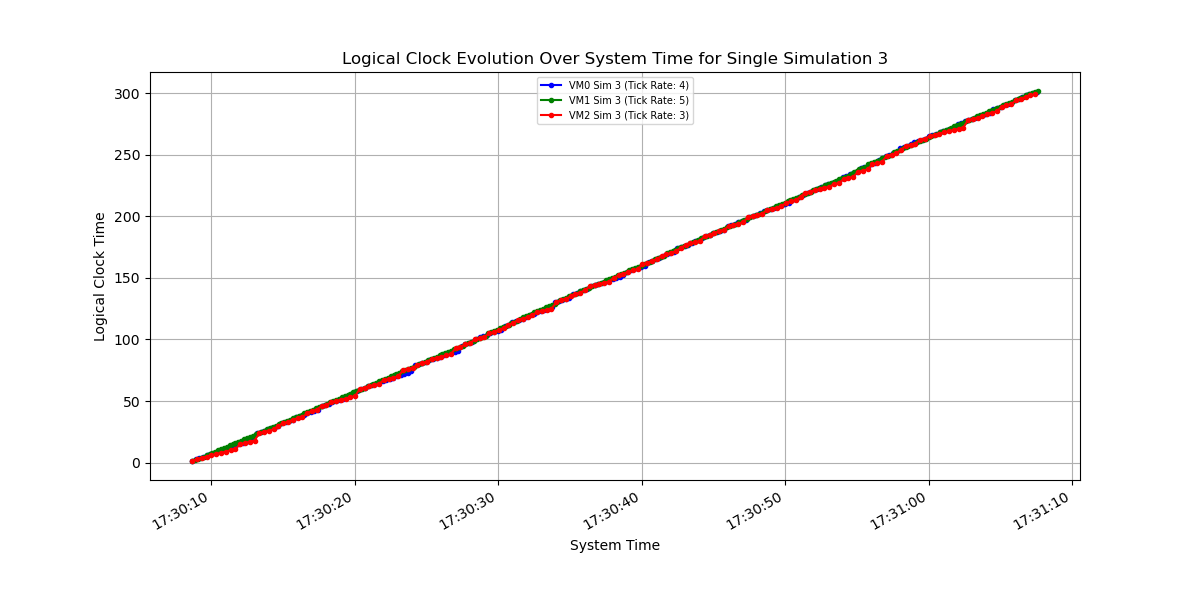 Logical Clock Evolution Over System Time for Single Simulation 3
VM0 Sim 3 (Tick Rate: 4)
VM1 Sim 3 (Tick Rate: 5)
VM2 Sim 3 (Tick Rate: 3)
Logical Clock Time
300
250
200
150
100
50
0
17:30:10
17:30:20
17:30:30
17:30:40
17:30:50
17:31:00
17:31:10
System Time